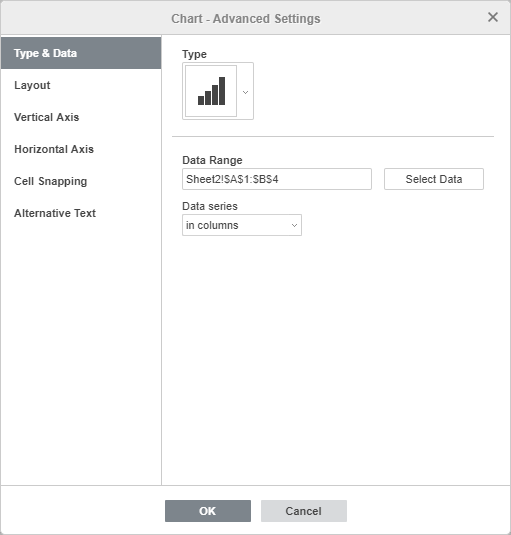 Chart - Advanced Settings
Type & Data
Layout
Vertical Axis
Horizontal Axis
Cell Snapping
Alternative Text
Type
Data Range
Sheet2!$A$1:$B$4
Select Data
Data series
in columns
OK
Cancel